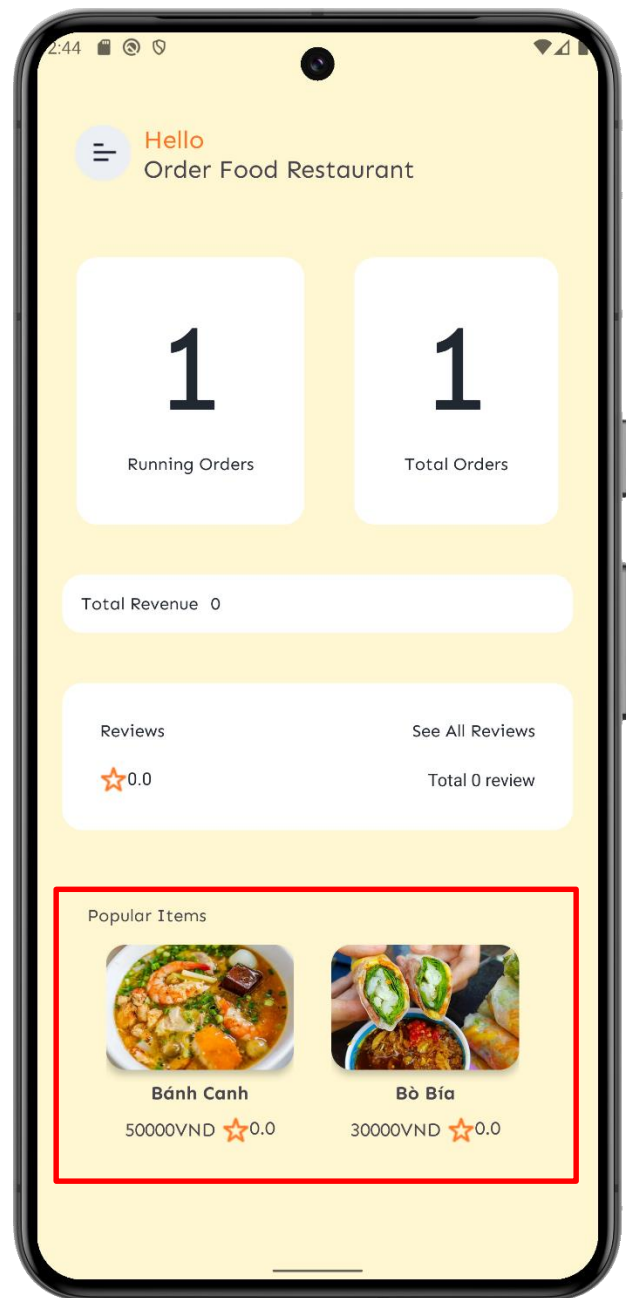 2:44
Hello
Order Food Restaurant
1
1
Running Orders
Total Orders
Total Revenue 0
Reviews
See All Reviews
0.0
Total 0 review
Popular Items
Bánh Canh
Bò Bía
50000VND 0.0
30000VND 0.0